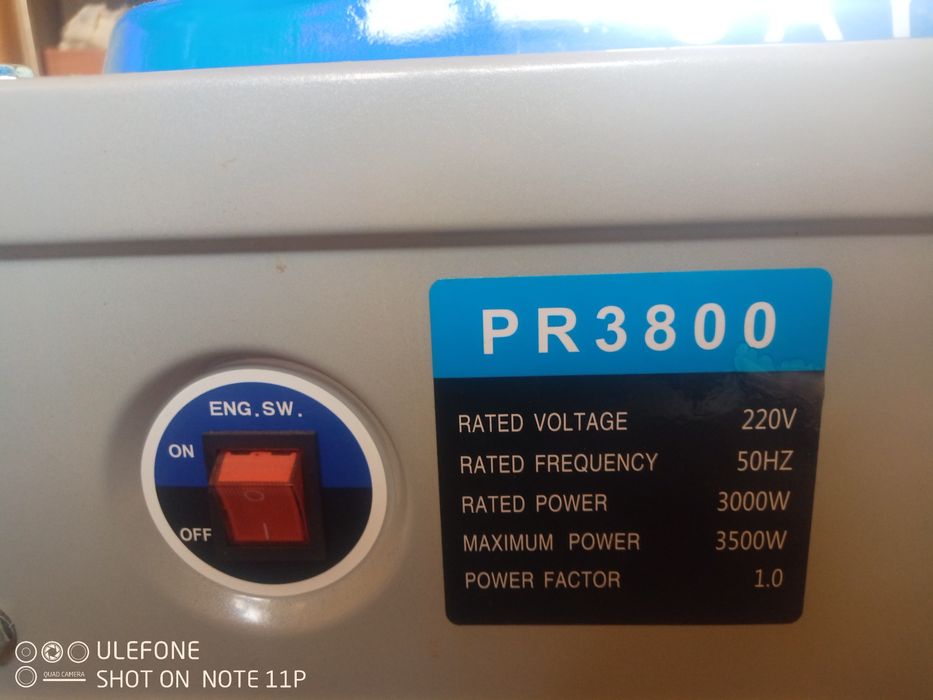 PR3800
ENG.SW.
ON
OFF
RATED VOLTAGE 220V
RATED FREQUENCY 50HZ
RATED POWER 3000W
MAXIMUM POWER 3500W
POWER FACTOR 1.0
ULEFONE
QUAD CAMERA
SHOT ON NOTE 11P